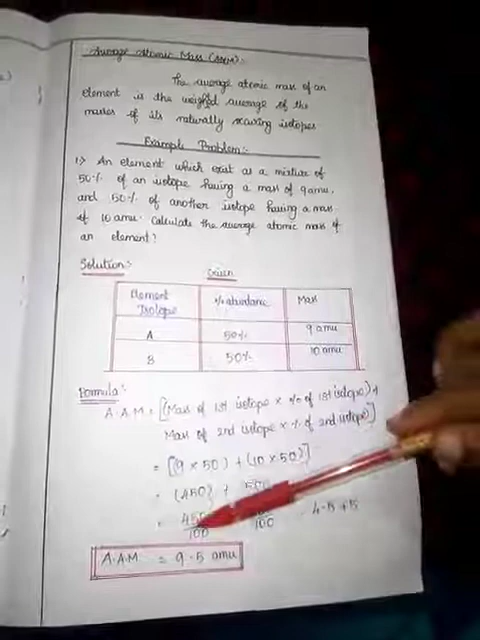 Average Atomic Mass (AAM):-
The average atomic mass of an
element is the weighted average of the
masses of its naturally occuring isotopes
Example Problem:-
1:> An element which exist as a mixture of
50% of an isotope having a mass of 9amu.
and 50% of another isotope having a mass
of 10 amu. Calculate the average atomic mass of
an element?
Solution:- Given
Element Isotope % abundance Mass
A 50% 9 amu
B 50% 10 amu
Formula:-
A.A.M = [(Mass of 1st isotope x % of 1st isotope) +
Mass of 2nd isotope x % of 2nd isotope)]
= [(9 x 50) + (10 x 50)]
= (450) +
= 450/100 /100 4.5+5
A.A.M = 9.5 amu